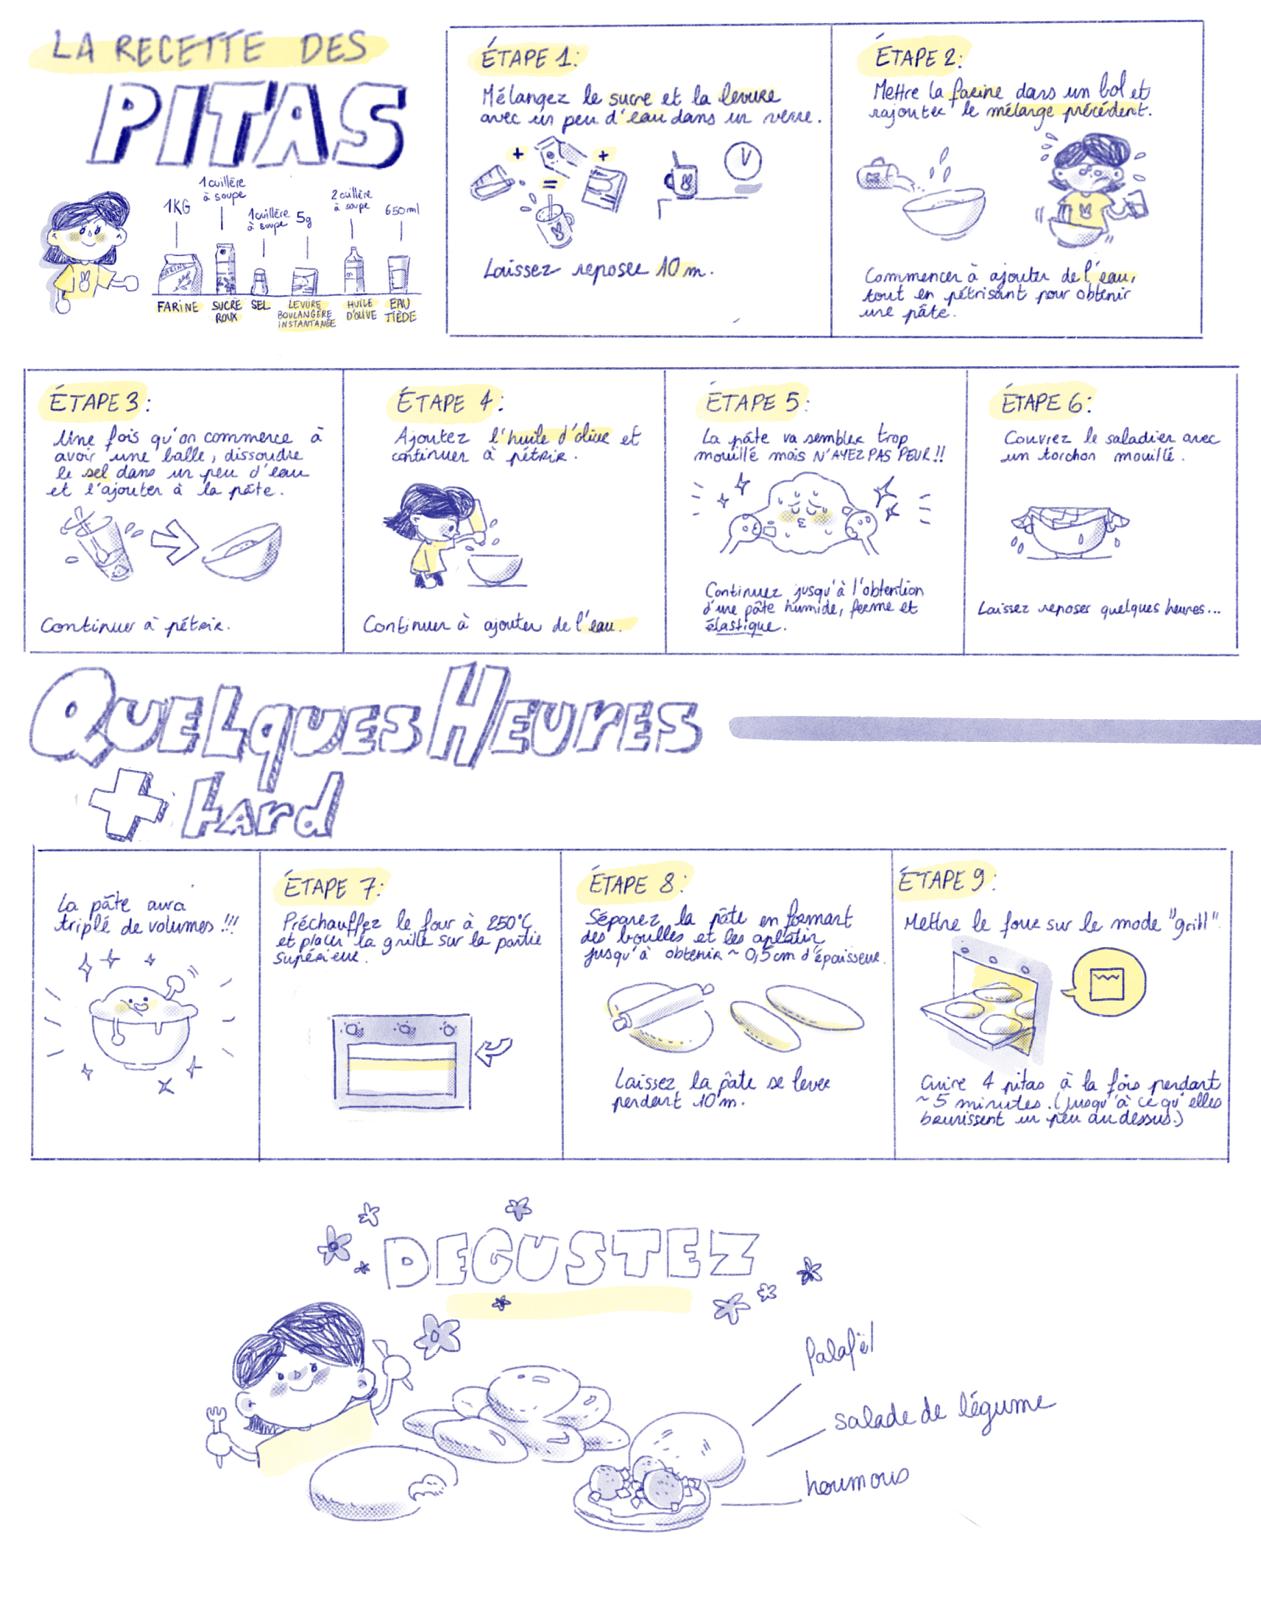 LA RECETTE DES
PITAS
1KG
1 cuillère
à soupe
1 cuillère
à soupe
5g
2 cuillère
à soupe
650ml
FARINE
FARINE
SUCRE
ROUX
SEL
LEVURE
BOULANGÈRE
INSTANTANÉE
HUILE
D'OLIVE
EAU
TIÈDE
ÉTAPE 1:
Mélangez le sucre et la levure
avec un peu d'eau dans un verre.
+
+
=
Laissez reposer 10 m.
ÉTAPE 2:
Mettre la farine dans un bol et
rajouter le mélange précédent.
Commencer à ajouter de l'eau,
tout en pétrisant pour obtenir
une pâte.
ÉTAPE 3:
Une fois qu'on commence à
avoir une balle, dissoudre
le sel dans un peu d'eau
et l'ajouter à la pâte.
Continuer à pétrir.
ÉTAPE 4:
Ajoutez l'huile d'olive et
continuer à pétrir.
Continuer à ajouter de l'eau.
ÉTAPE 5:
La pâte va sembler trop
mouillé mais N'AYEZ PAS PEUR!!
Continuez jusqu'à l'obtention
d'une pâte humide, ferme et
élastique.
ÉTAPE 6:
Couvrez le saladier avec
un torchon mouillé.
Laissez reposer quelques heures...
QUELQUES HEURES
+ tard
La pâte aura
triplé de volumes !!!
ÉTAPE 7:
Préchauffez le four à 250°C
et placer la grille sur la partie
supérieur.
ÉTAPE 8:
Séparez la pâte en formant
des boulles et les aplatir
jusqu'à obtenir ~ 0,5cm d'épaisseur.
Laissez la pâte se lever
pendant 10 m.
ÉTAPE 9:
Mettre le four sur le mode "grill".
Cuire 4 pitas à la fois pendant
~ 5 minutes. (jusqu'à ce qu'elles
brunissent un peu au dessus.)
DEGUSTEZ
falafel
salade de légume
houmous